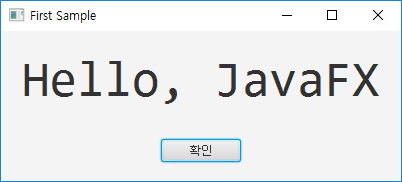 First Sample
Hello, JavaFX
확인